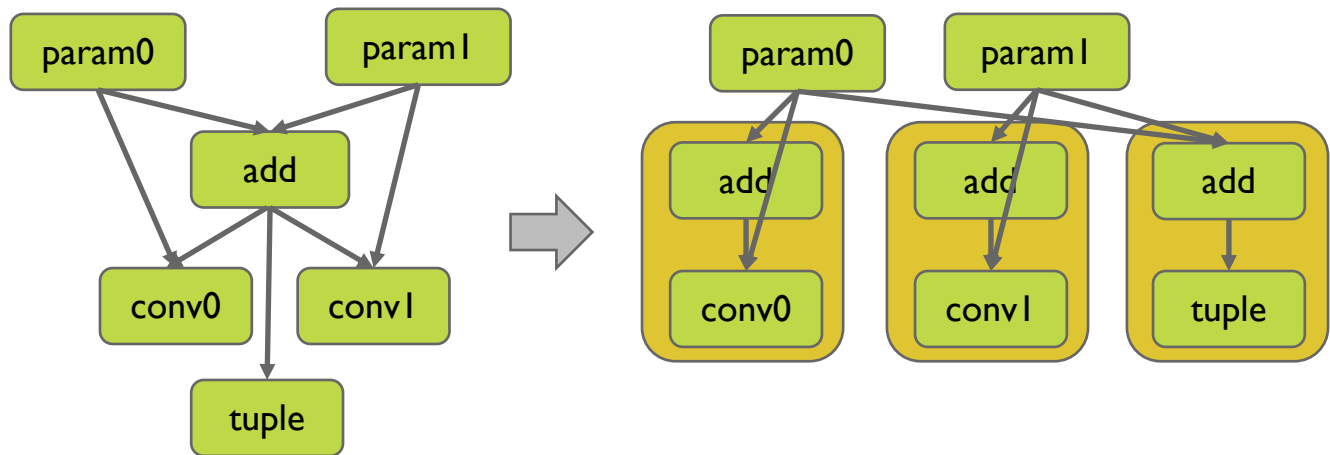 param0
param1
add
conv0
conv1
tuple
param0
param1
add
add
add
conv0
conv1
tuple